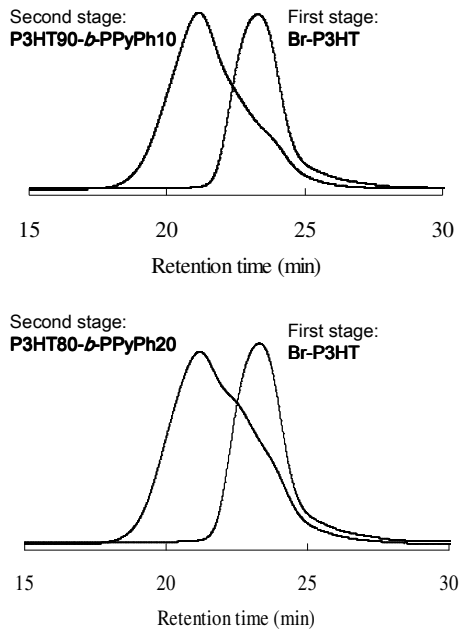 Second stage:
P3HT90-b-PPyPh10
First stage:
Br-P3HT
15 20 25 30
Retention time (min)
Second stage:
P3HT80-b-PPyPh20
First stage:
Br-P3HT
15 20 25 30
Retention time (min)